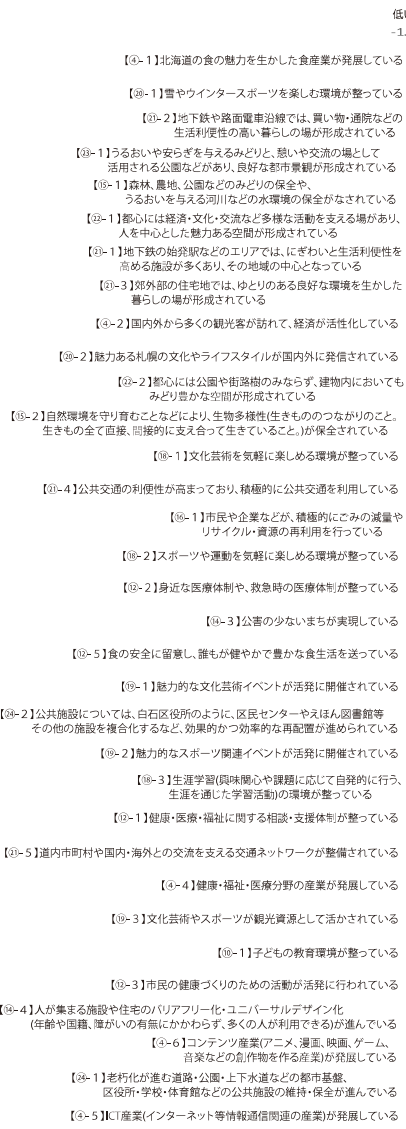 低い
-1.
【④-1】北海道の食の魅力を生かした食産業が発展している
【⑳-1】雪やウインタースポーツを楽しむ環境が整っている
【㉑-2】地下鉄や路面電車沿線では、買い物・通院などの
生活利便性の高い暮らしの場が形成されている
【㉓-1】うるおいや安らぎを与えるみどりと、憩いや交流の場として
活用される公園などがあり、良好な都市景観が形成されている
【⑮-1】森林、農地、公園などのみどりの保全や、
うるおいを与える河川などの水環境の保全がなされている
【㉒-1】都心には経済・文化・交流など多様な活動を支える場があり、
人を中心とした魅力ある空間が形成されている
【㉑-1】地下鉄の始発駅などのエリアでは、にぎわいと生活利便性を
高める施設が多くあり、その地域の中心となっている
【㉑-3】郊外部の住宅地では、ゆとりのある良好な環境を生かした
暮らしの場が形成されている
【④-2】国内外から多くの観光客が訪れて、経済が活性化している
【⑳-2】魅力ある札幌の文化やライフスタイルが国内外に発信されている
【㉒-2】都心には公園や街路樹のみならず、建物内においても
みどり豊かな空間が形成されている
【⑮-2】自然環境を守り育むことなどにより、生物多様性(生きもののつながりのこと。
生きもの全て直接、間接的に支え合って生きていること。)が保全されている
【⑱-1】文化芸術を気軽に楽しめる環境が整っている
【㉑-4】公共交通の利便性が高まっており、積極的に公共交通を利用している
【⑯-1】市民や企業などが、積極的にごみの減量や
リサイクル・資源の再利用を行っている
【⑱-2】スポーツや運動を気軽に楽しめる環境が整っている
【⑫-2】身近な医療体制や、救急時の医療体制が整っている
【⑭-3】公害の少ないまちが実現している
【⑫-5】食の安全に留意し、誰もが健やかで豊かな食生活を送っている
【⑲-1】魅力的な文化芸術イベントが活発に開催されている
【㉔-2】公共施設については、白石区役所のように、区民センターやえほん図書館等
その他の施設を複合化するなど、効果的かつ効率的な再配置が進められている
【⑲-2】魅力的なスポーツ関連イベントが活発に開催されている
【⑱-3】生涯学習(興味関心や課題に応じて自発的に行う、
生涯を通じた学習活動)の環境が整っている
【⑫-1】健康・医療・福祉に関する相談・支援体制が整っている
【㉑-5】道内市町村や国内・海外との交流を支える交通ネットワークが整備されている
【④-4】健康・福祉・医療分野の産業が発展している
【⑲-3】文化芸術やスポーツが観光資源として活かされている
【⑩-1】子どもの教育環境が整っている
【⑫-3】市民の健康づくりのための活動が活発に行われている
【⑭-4】人が集まる施設や住宅のバリアフリー化・ユニバーサルデザイン化
(年齢や国籍、障がいの有無にかかわらず、多くの人が利用できる)が進んでいる
【④-6】コンテンツ産業(アニメ、漫画、映画、ゲーム、
音楽などの創作物を作る産業)が発展している
【㉔-1】老朽化が進む道路・公園・上下水道などの都市基盤、
区役所・学校・体育館などの公共施設の維持・保全が進んでいる
【④-5】ICT産業(インターネット等情報通信関連の産業)が発展している